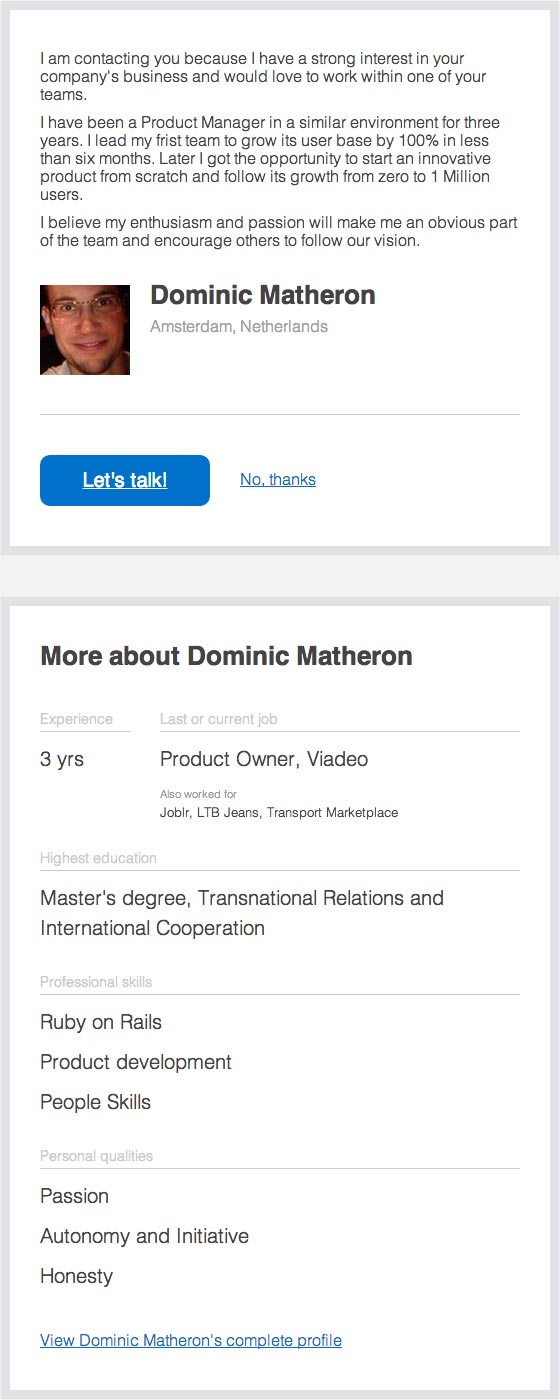 I am contacting you because I have a strong interest in your
company's business and would love to work within one of your
teams.
I have been a Product Manager in a similar environment for three
years. I lead my frist team to grow its user base by 100% in less
than six months. Later I got the opportunity to start an innovative
product from scratch and follow its growth from zero to 1 Million
users.
I believe my enthusiasm and passion will make me an obvious part
of the team and encourage others to follow our vision.
Dominic Matheron
Amsterdam, Netherlands
Let's talk! No, thanks
More about Dominic Matheron
Experience Last or current job
3 yrs Product Owner, Viadeo
Also worked for
Joblr, LTB Jeans, Transport Marketplace
Highest education
Master's degree, Transnational Relations and
International Cooperation
Professional skills
Ruby on Rails
Product development
People Skills
Personal qualities
Passion
Autonomy and Initiative
Honesty
View Dominic Matheron's complete profile